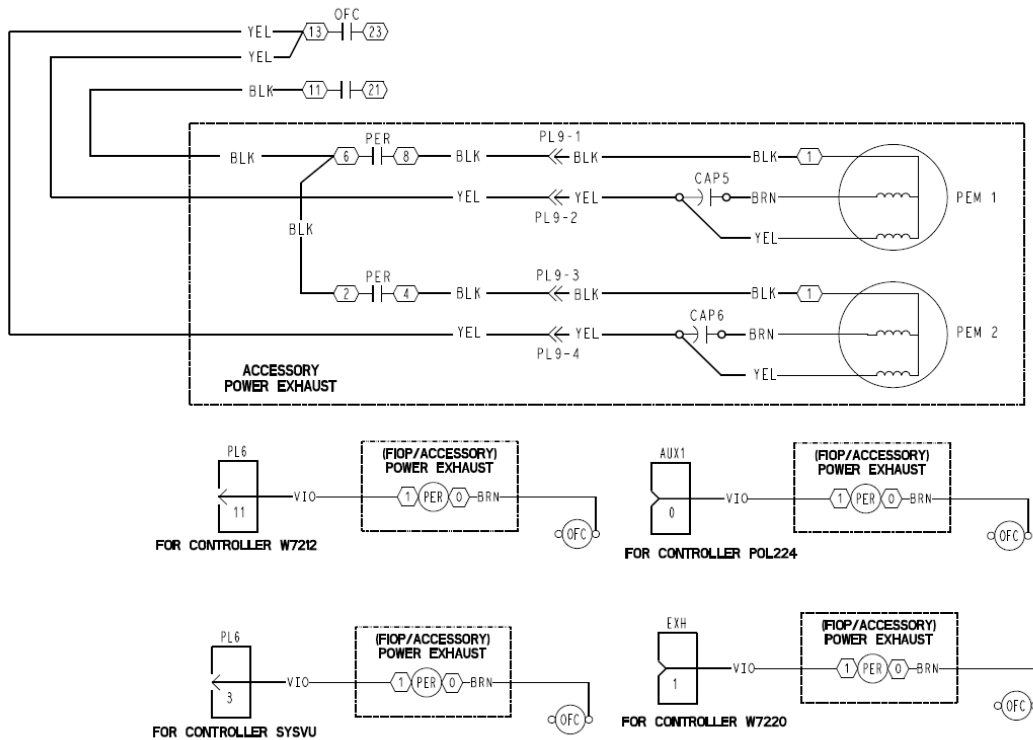 OFC
YEL 13 23
YEL
BLK 11 21
PER PL9-1
BLK 6 8 BLK BLK BLK 1
CAP5
YEL YEL BRN PEM 1
PL9-2
BLK YEL
PER PL9-3
2 4 BLK BLK BLK 1
CAP6
YEL YEL BRN PEM 2
PL9-4
ACCESSORY YEL
POWER EXHAUST
PL6
11
VIO
(FIOP/ACCESSORY)
POWER EXHAUST
1 PER 0 BRN
OFC
FOR CONTROLLER W7212
AUX1
0
VIO
(FIOP/ACCESSORY)
POWER EXHAUST
1 PER 0 BRN
OFC
FOR CONTROLLER POL224
PL6
3
VIO
(FIOP/ACCESSORY)
POWER EXHAUST
1 PER 0 BRN
OFC
FOR CONTROLLER SYSVU
EXH
1
VIO
(FIOP/ACCESSORY)
POWER EXHAUST
1 PER 0 BRN
OFC
FOR CONTROLLER W7220